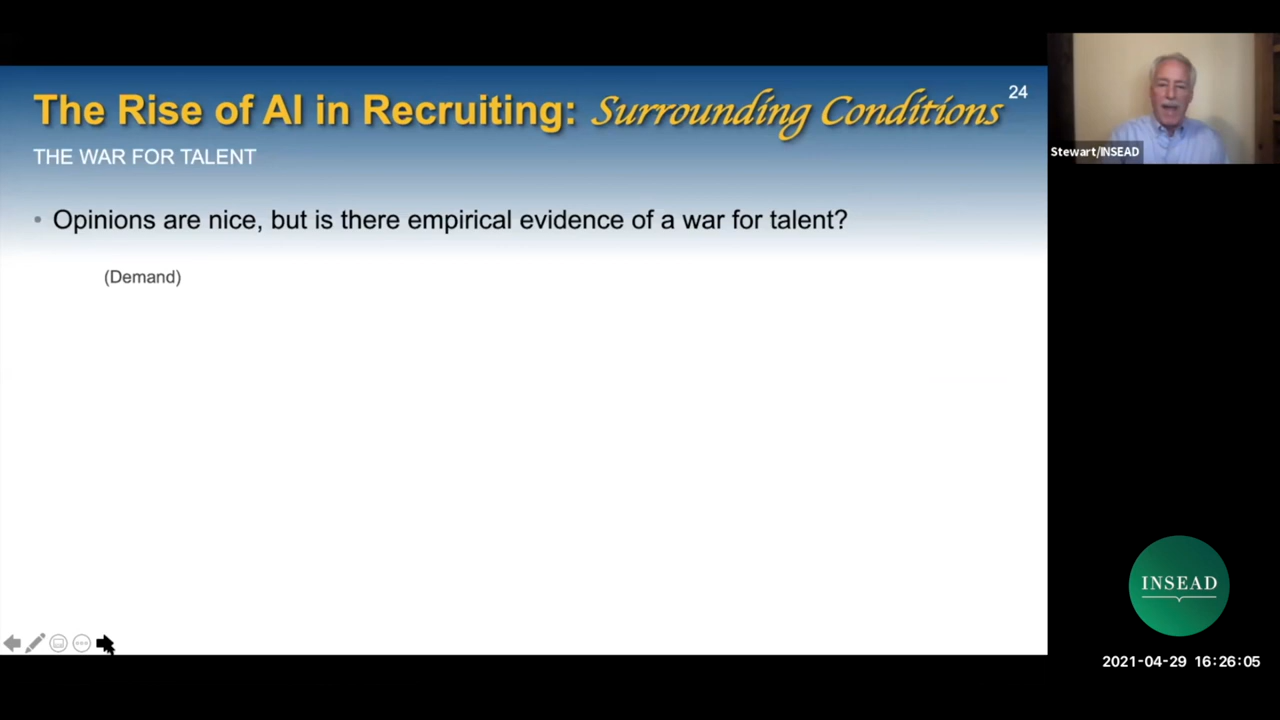 The Rise of AI in Recruiting: Surrounding Conditions
24
THE WAR FOR TALENT
• Opinions are nice, but is there empirical evidence of a war for talent?
(Demand)
Stewart/INSEAD
INSEAD
2021-04-29 16:26:05